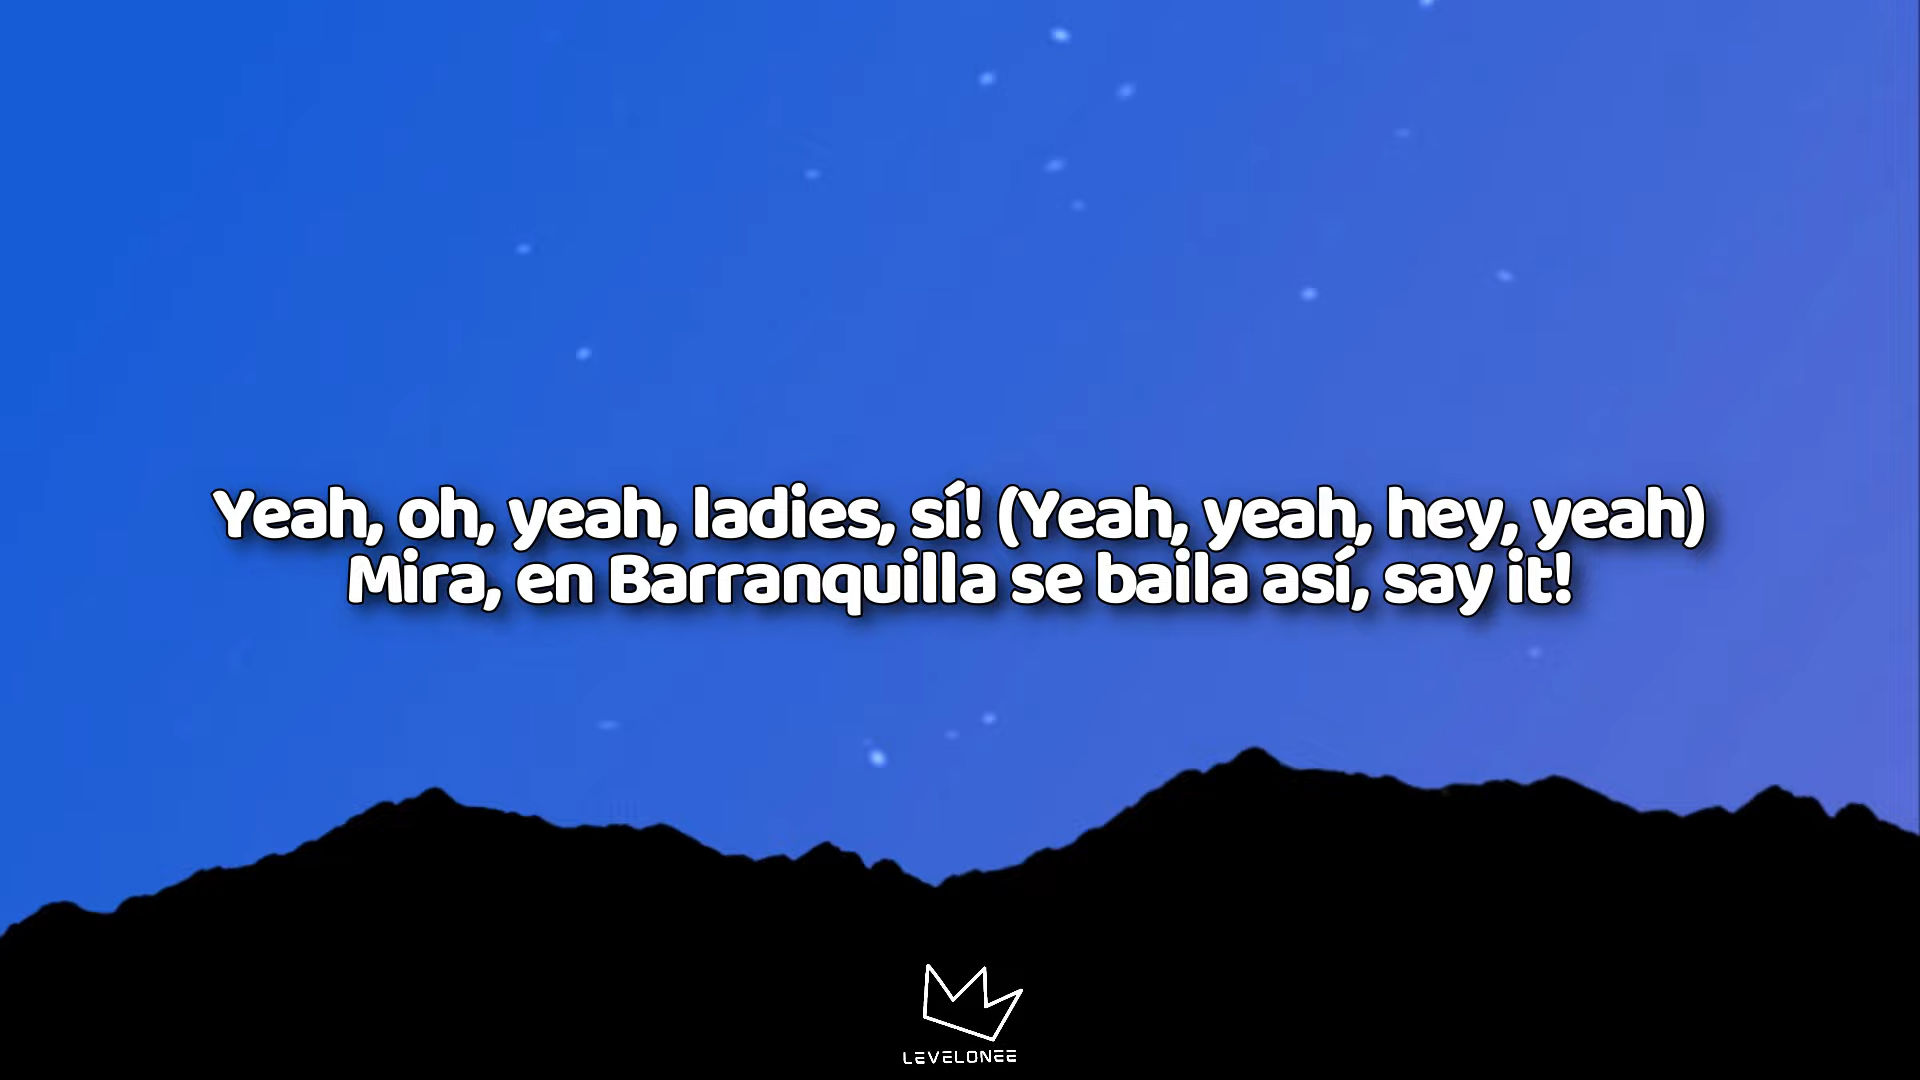 Yeah, oh, yeah, ladies, sí! (Yeah, yeah, hey, yeah)
Mira, en Barranquilla se baila así, say it!
LEVELONEE